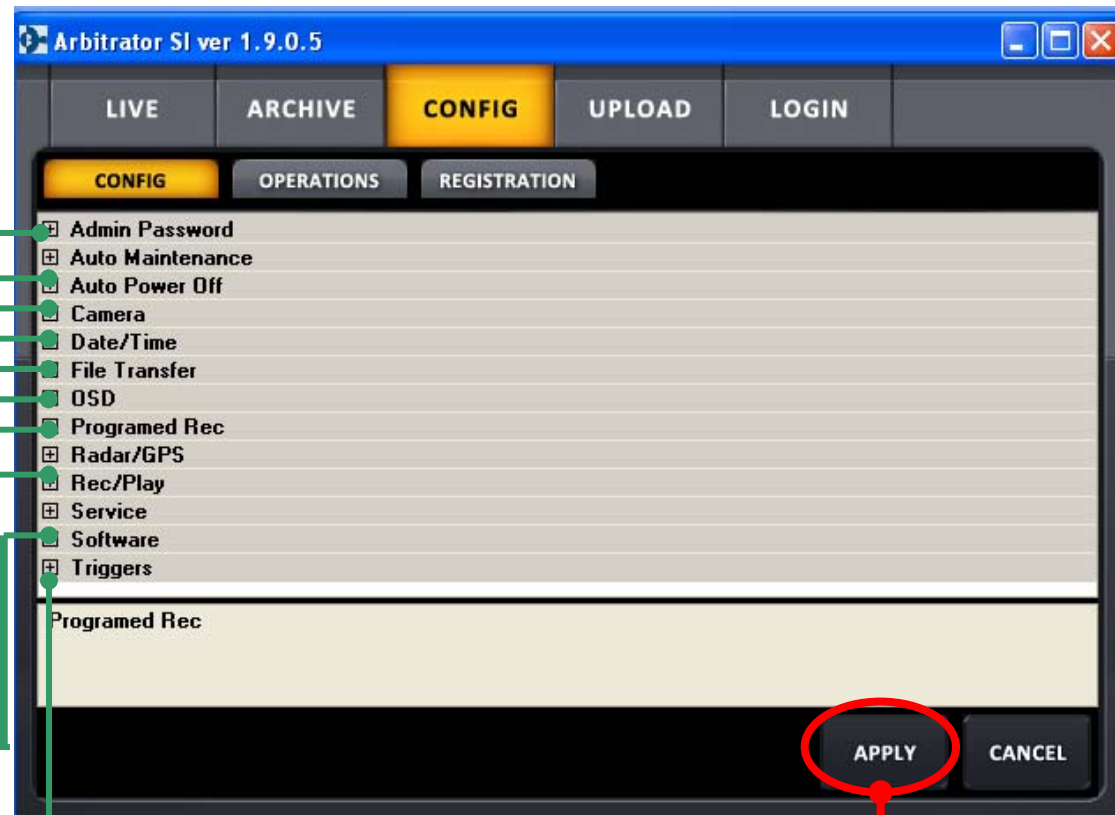 Arbitrator SI ver 1.9.0.5
LIVE ARCHIVE CONFIG UPLOAD LOGIN
CONFIG OPERATIONS REGISTRATION
Admin Password
Auto Maintenance
Auto Power Off
Camera
Date/Time
File Transfer
OSD
Programed Rec
Radar/GPS
Rec/Play
Service
Software
Triggers
Programed Rec
APPLY CANCEL